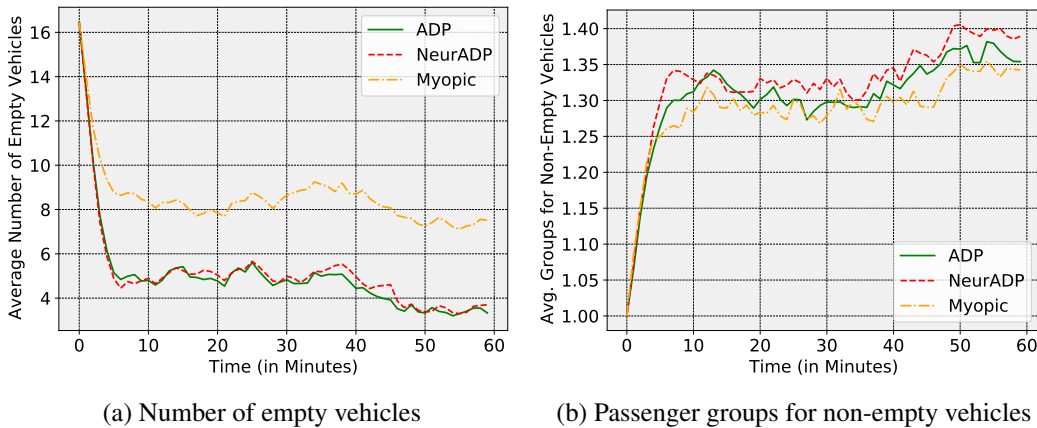 16
14
12
10
8
6
4
Average Number of Empty Vehicles
0 10 20 30 40 50 60
Time (in Minutes)
ADP
NeurADP
Myopic
(a) Number of empty vehicles
1.40
1.35
1.30
1.25
1.20
1.15
1.10
1.05
1.00
Avg. Groups for Non-Empty Vehicles
0 10 20 30 40 50 60
Time (in Minutes)
ADP
NeurADP
Myopic
(b) Passenger groups for non-empty vehicles